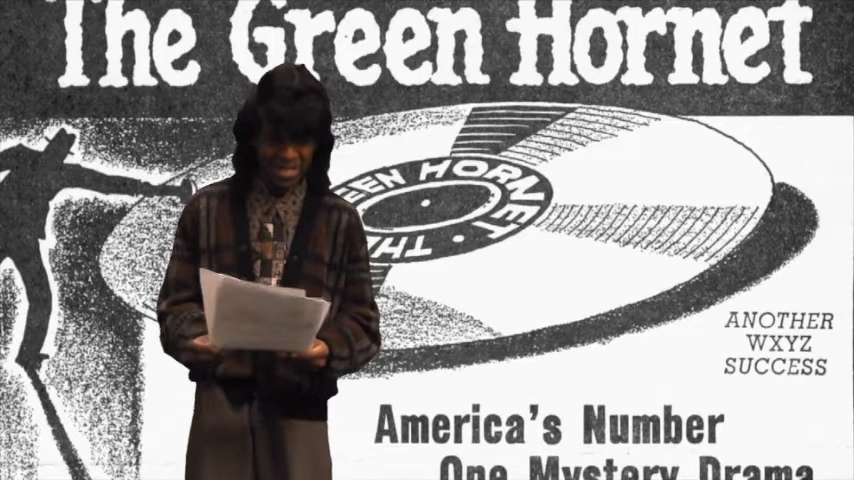 The Green Hornet
THE GREEN HORNET •
ANOTHER
WXYZ
SUCCESS
America's Number
One Mystery Drama